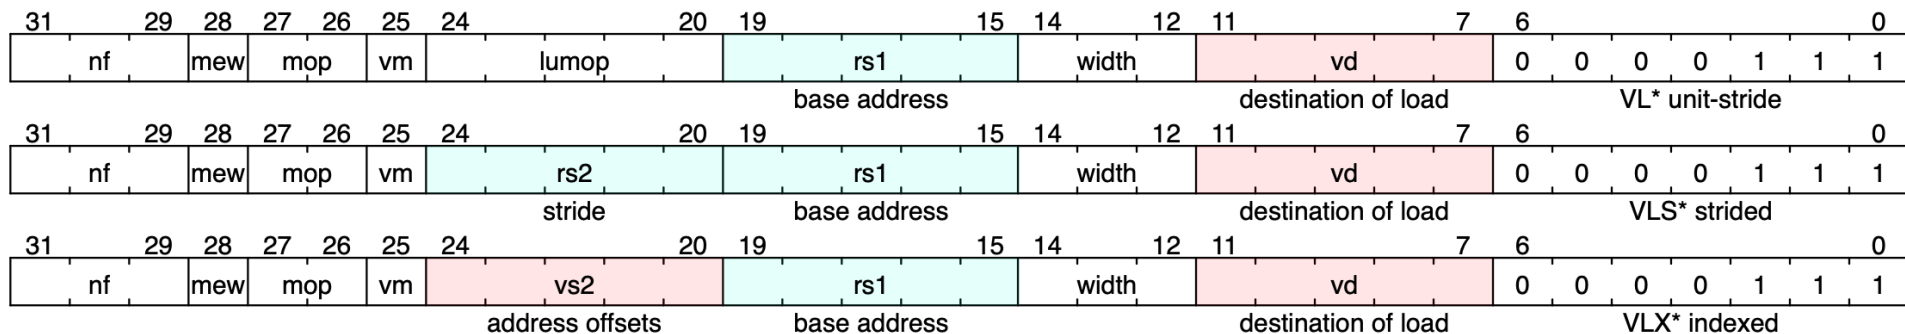 31 29 28 27 26 25 24 20 19 15 14 12 11 7 6 0
nf mew mop vm lumop rs1 width vd 0 0 0 0 1 1 1
base address destination of load VL* unit-stride
31 29 28 27 26 25 24 20 19 15 14 12 11 7 6 0
nf mew mop vm rs2 rs1 width vd 0 0 0 0 1 1 1
stride base address destination of load VLS* strided
31 29 28 27 26 25 24 20 19 15 14 12 11 7 6 0
nf mew mop vm vs2 rs1 width vd 0 0 0 0 1 1 1
address offsets base address destination of load VLX* indexed